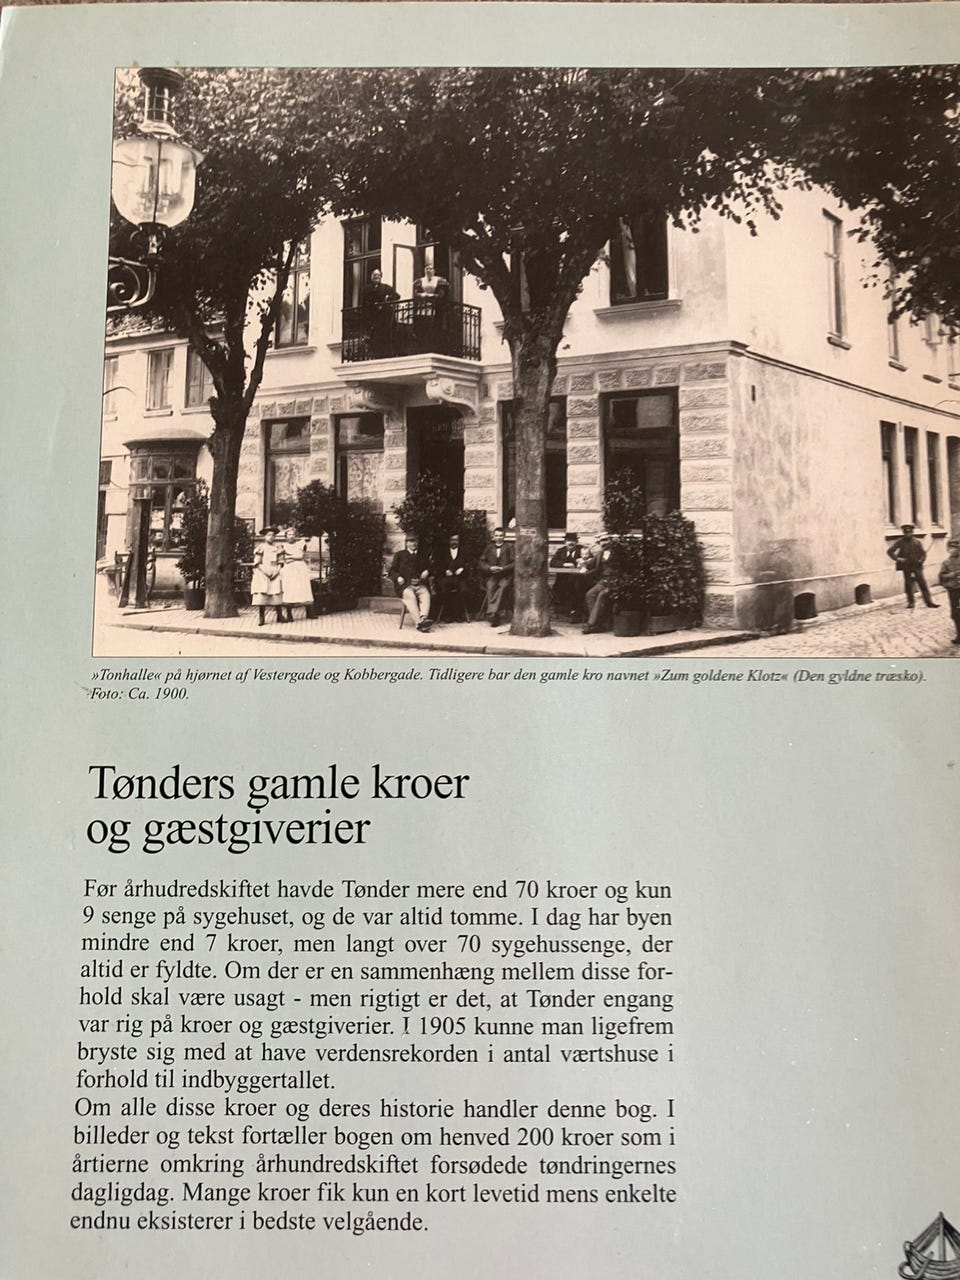 »Tonhalle« på hjørnet af Vestergade og Kobbergade. Tidligere bar den gamle kro navnet »Zum goldene Klotz« (Den gyldne træsko).
Foto: Ca. 1900.
Tønders gamle kroer
og gæstgiverier
Før århudredskiftet havde Tønder mere end 70 kroer og kun
9 senge på sygehuset, og de var altid tomme. I dag har byen
mindre end 7 kroer, men langt over 70 sygehussenge, der
altid er fyldte. Om der er en sammenhæng mellem disse for-
hold skal være usagt - men rigtigt er det, at Tønder engang
var rig på kroer og gæstgiverier. I 1905 kunne man ligefrem
bryste sig med at have verdensrekorden i antal værtshuse i
forhold til indbyggertallet.
Om alle disse kroer og deres historie handler denne bog. I
billeder og tekst fortæller bogen om henved 200 kroer som i
årtierne omkring århundredskiftet forsødede tøndringernes
dagligdag. Mange kroer fik kun en kort levetid mens enkelte
endnu eksisterer i bedste velgående.